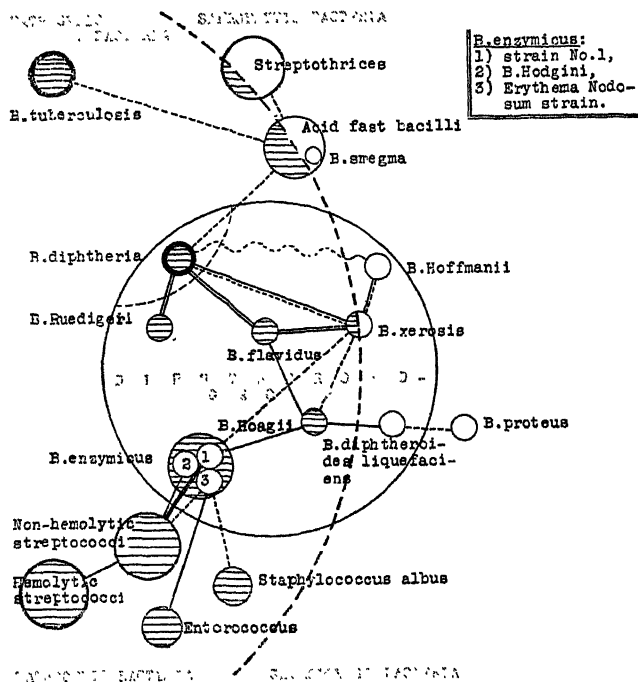 Streptothrices
B.enzymicus:
1) strain No.1,
2) B.Hodgini,
3) Erythema Nodo-
sum strain.
B.tuberculosis
Acid fast bacilli
B.smegma
B.diphtheria
B.Hoffmanii
B.Ruedigeri
B.flavidus
B.xerosis
B.Hoagii
B.proteus
B.diphtheroi-
des liquefaci-
ens
B.enzymicus
1
2
3
Non-hemolytic
streptococci
Hemolytic
streptococci
Staphylococcus albus
Enterococcus